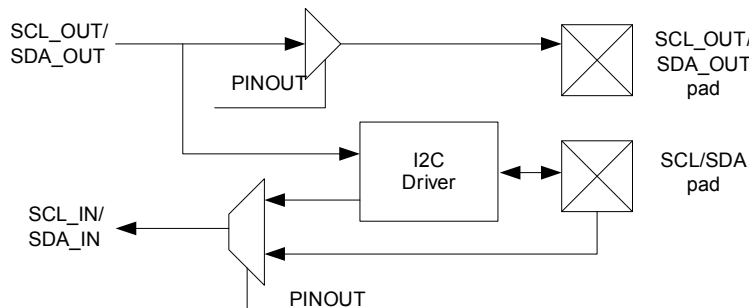 SCL_OUT/
SDA_OUT
SCL_OUT/
SDA_OUT
pad
PINOUT
I2C
Driver
SCL/SDA
pad
SCL_IN/
SDA_IN
PINOUT